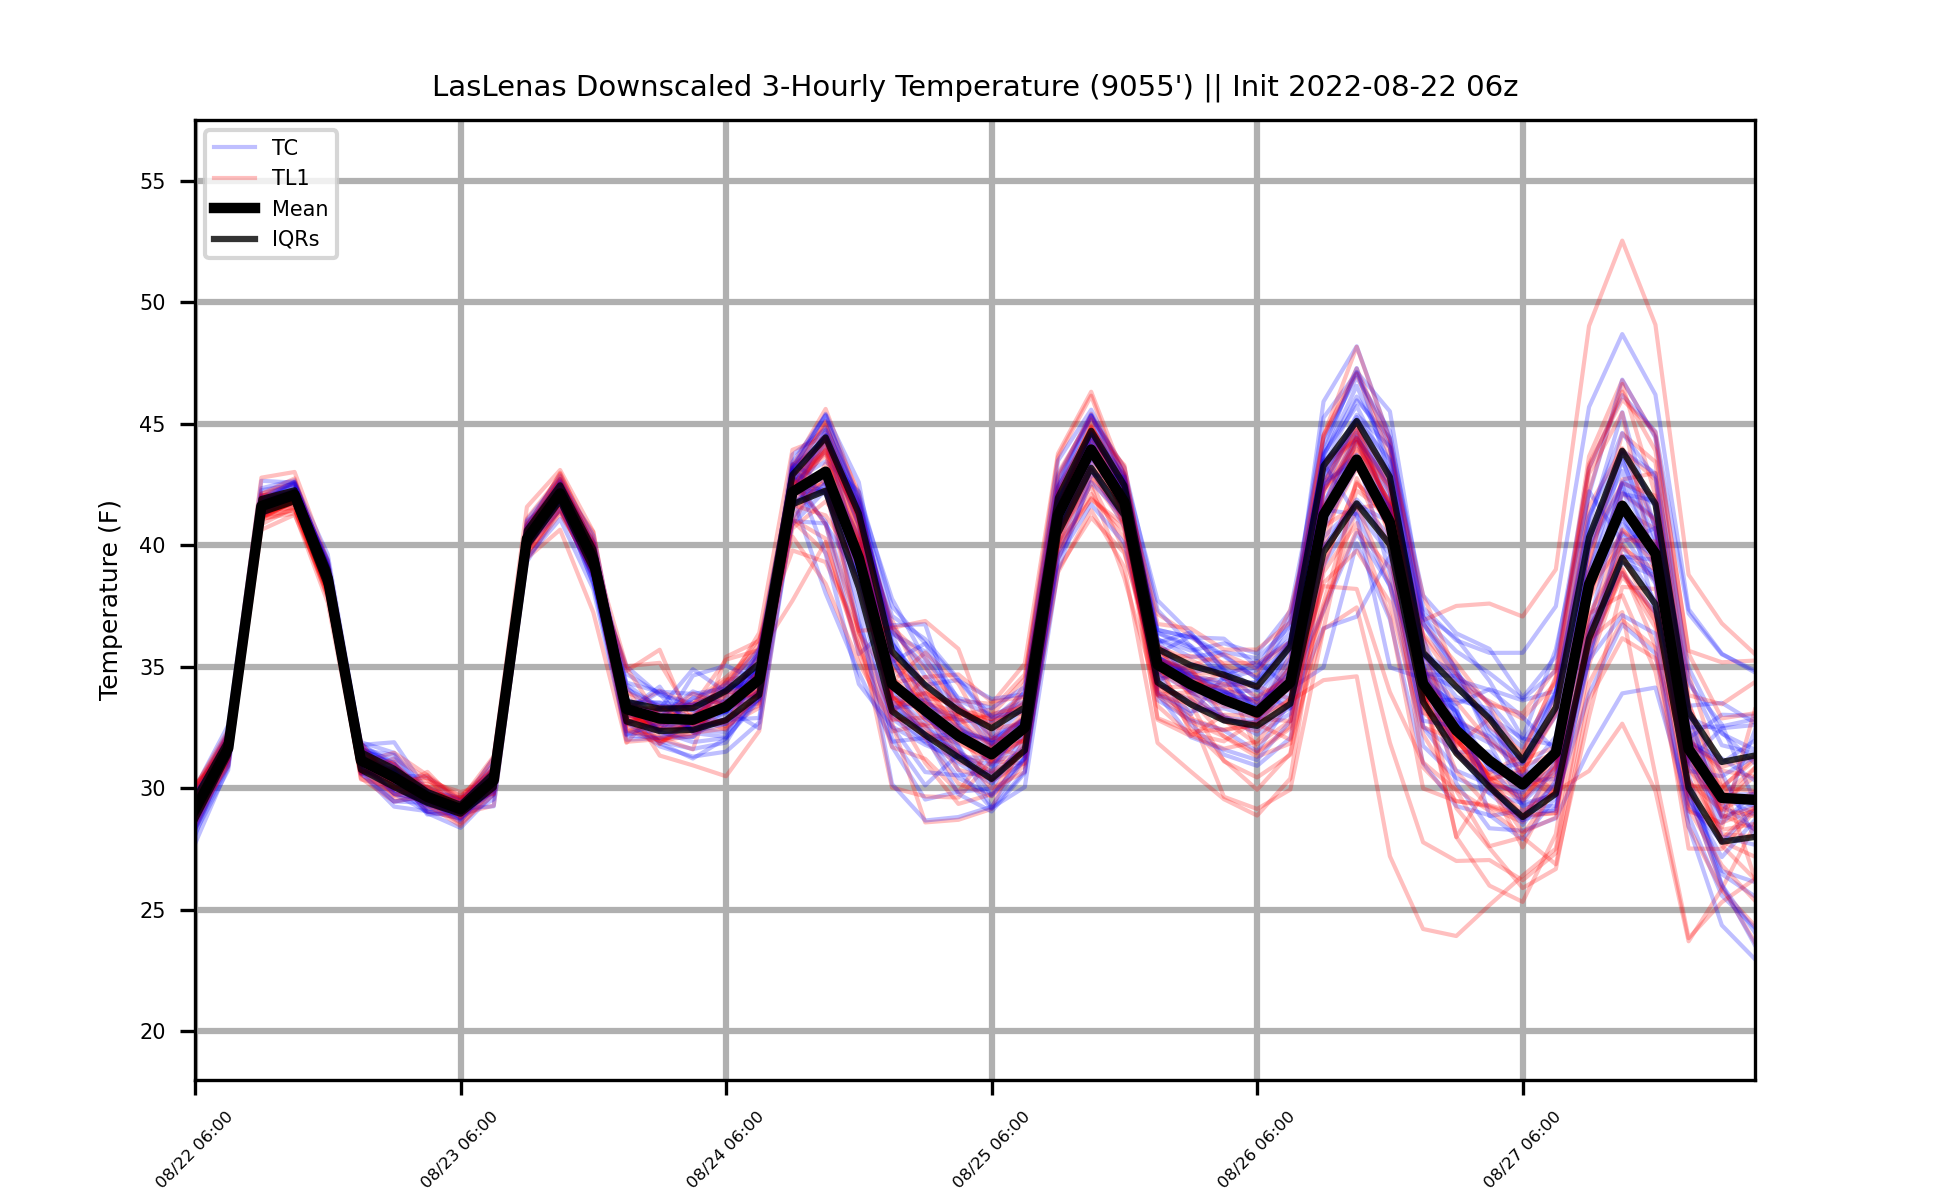 LasLenas Downscaled 3-Hourly Temperature (9055') || Init 2022-08-22 06z
TC
TL1
Mean
IQRs
Temperature (F)
55
50
45
40
35
30
25
20
08/22 06:00
08/23 06:00
08/24 06:00
08/25 06:00
08/26 06:00
08/27 06:00